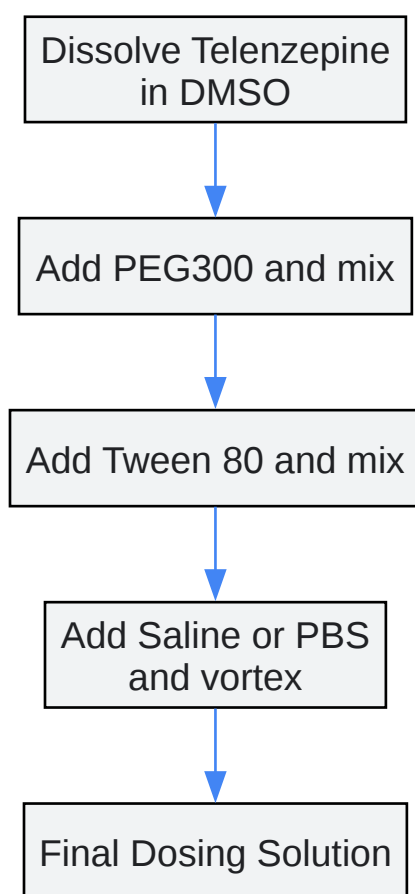 Dissolve Telenzepine
in DMSO
Add PEG300 and mix
Add Tween 80 and mix
Add Saline or PBS
and vortex
Final Dosing Solution